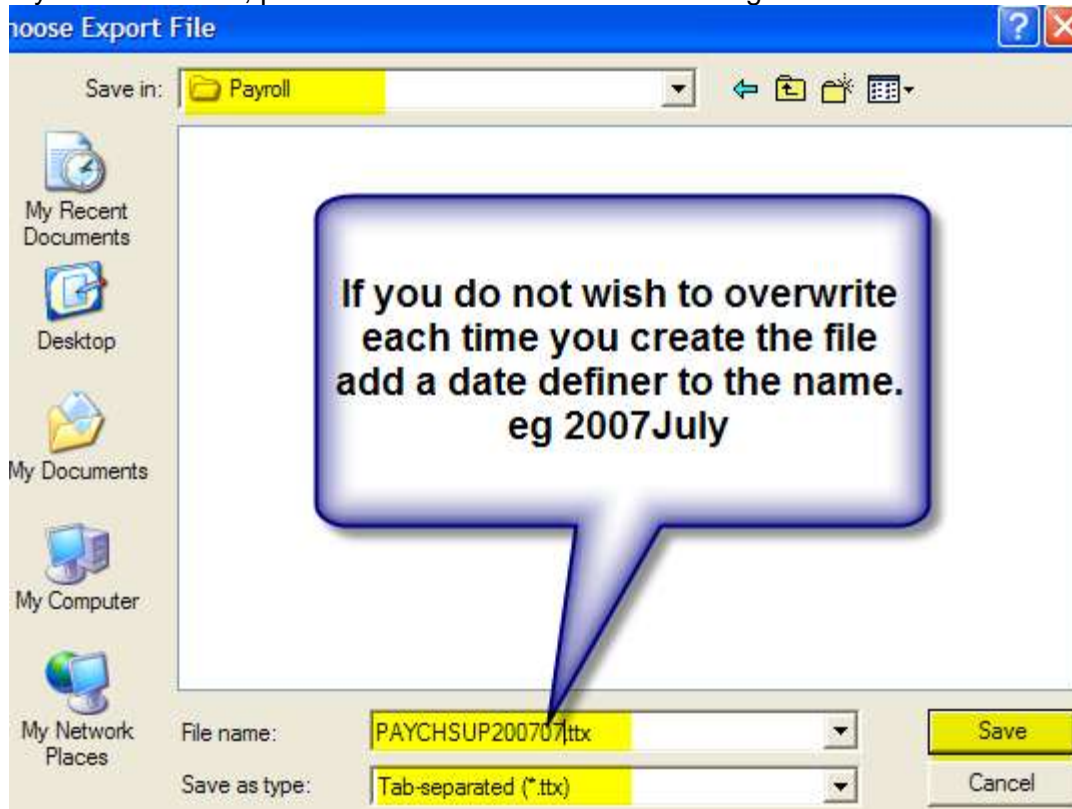 hoose Export File
Save in:
Payroll
My Recent
Documents
Desktop
My Documents
My Computer
My Network
Places
If you do not wish to overwrite
each time you create the file
add a date definer to the name.
eg 2007July
File name:
PAYCHSUP200707.ttx
Save
Save as type:
Tab-separated (*.ttx)
Cancel